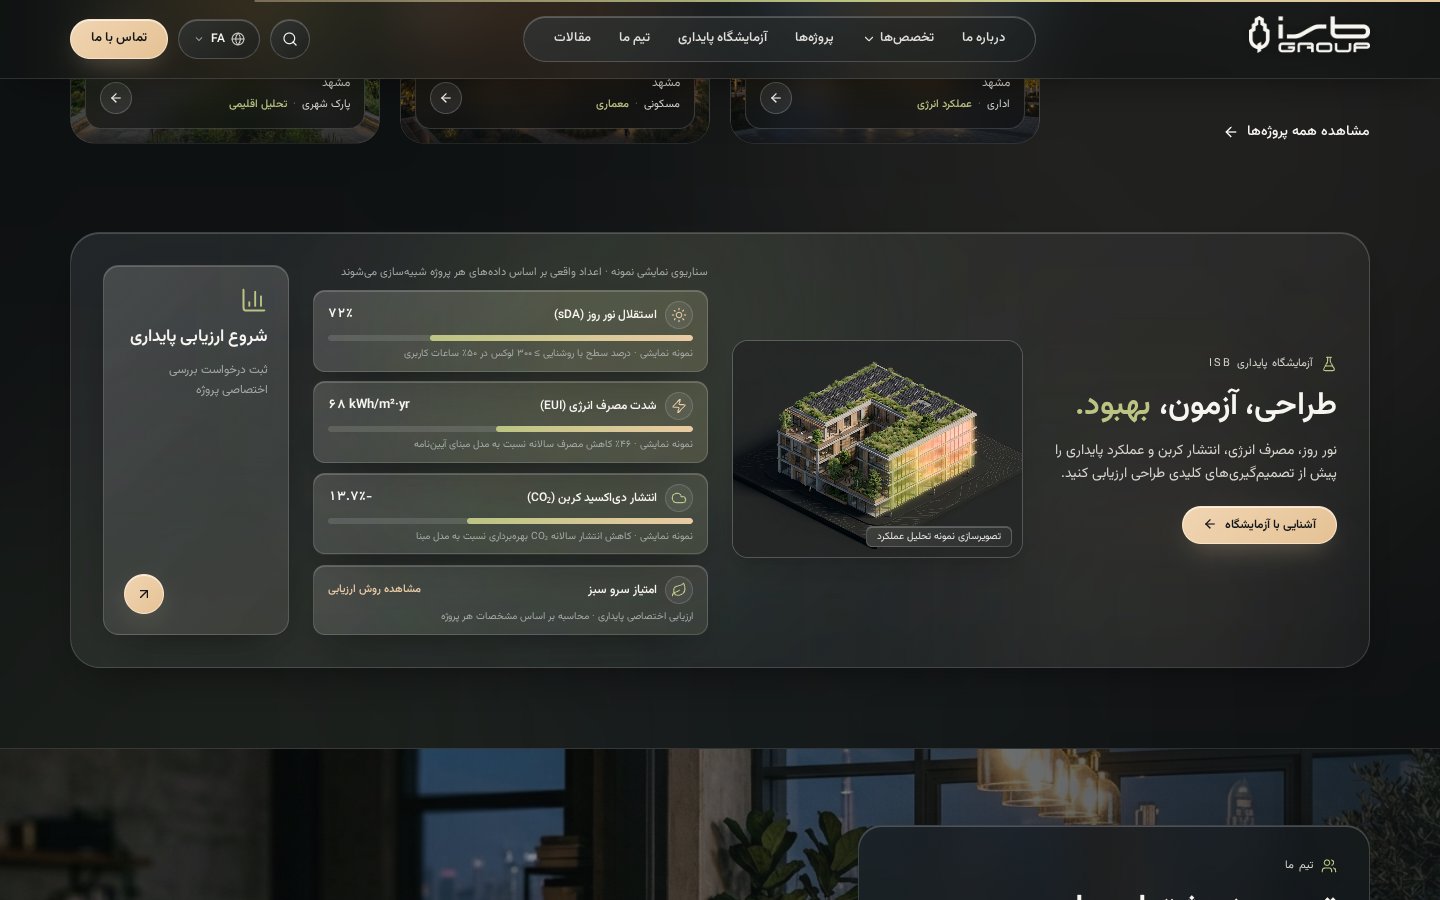 isb
GROUP
درباره ما
تخصص‌ها
پروژه‌ها
آزمایشگاه پایداری
تیم ما
مقالات
FA
تماس با ما
مشهد
اداری · عملکرد انرژی
مشهد
مسکونی · معماری
مشهد
پارک شهری · تحلیل اقلیمی
مشاهده همه پروژه‌ها
آزمایشگاه پایداری ISB
طراحی، آزمون، بهبود.
نور روز، مصرف انرژی، انتشار کربن و عملکرد پایداری را
پیش از تصمیم‌گیری‌های کلیدی طراحی ارزیابی کنید.
آشنایی با آزمایشگاه
تصویرسازی نمونه تحلیل عملکرد
سناریوی نمایشی نمونه · اعداد واقعی بر اساس داده‌های هر پروژه شبیه‌سازی می‌شوند
استقلال نور روز (sDA)
۷۲٪
نمونه نمایشی · درصد سطح با روشنایی ≥ ۳۰۰ لوکس در ۵۰٪ ساعات کاربری
شدت مصرف انرژی (EUI)
۶۸ kWh/m²·yr
نمونه نمایشی · ۴۶٪ کاهش مصرف سالانه نسبت به مدل مبنای آیین‌نامه
انتشار دی‌اکسید کربن (CO₂)
-۱۳.۷٪
نمونه نمایشی · کاهش انتشار سالانه CO₂ بهره‌برداری نسبت به مدل مبنا
امتیاز سرو سبز
مشاهده روش ارزیابی
ارزیابی اختصاصی پایداری · محاسبه بر اساس مشخصات هر پروژه
شروع ارزیابی پایداری
ثبت درخواست بررسی
اختصاصی پروژه
تیم ما